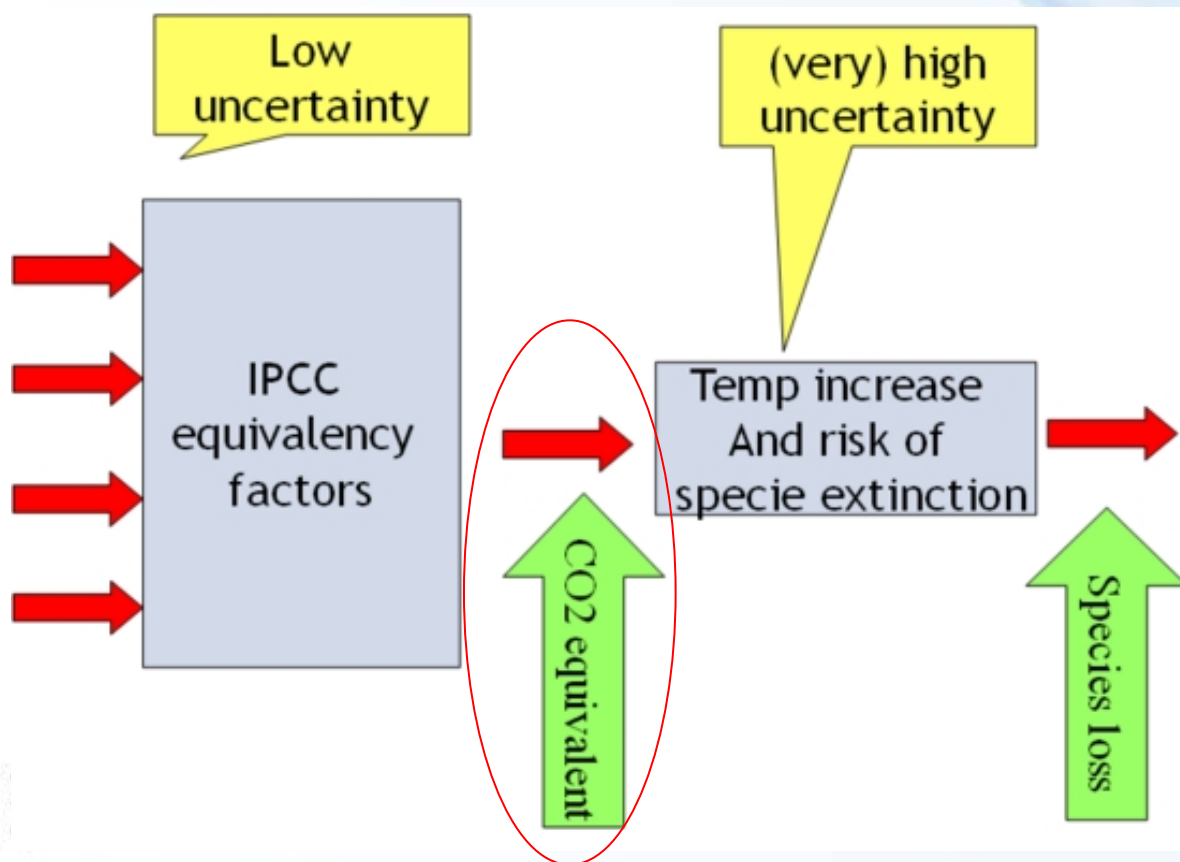 Low
uncertainty
(very) high
uncertainty
IPCC
equivalency
factors
Temp increase
And risk of
specie extinction
CO2 equivalent
Species loss